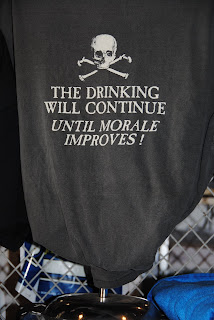 THE DRINKING
WILL CONTINUE
UNTIL MORALE
IMPROVES !